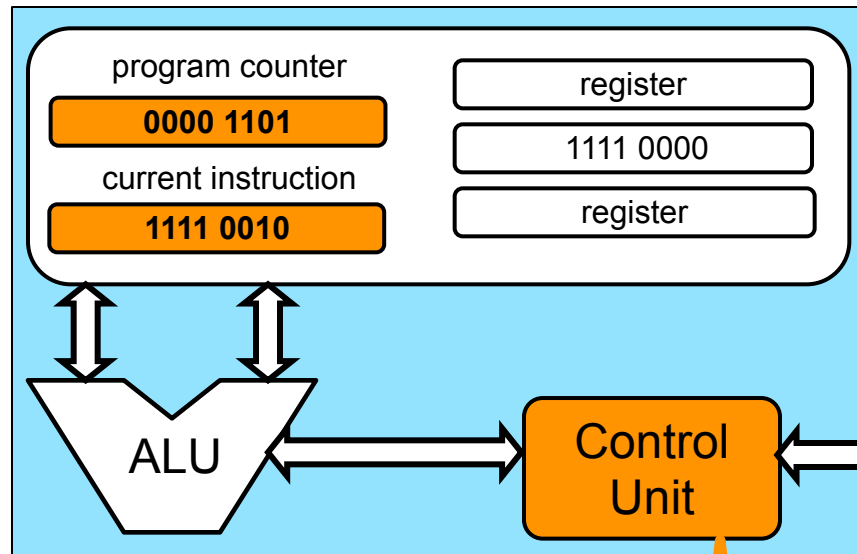 program counter
0000 1101
current instruction
1111 0010
register
1111 0000
register
ALU
Control
Unit